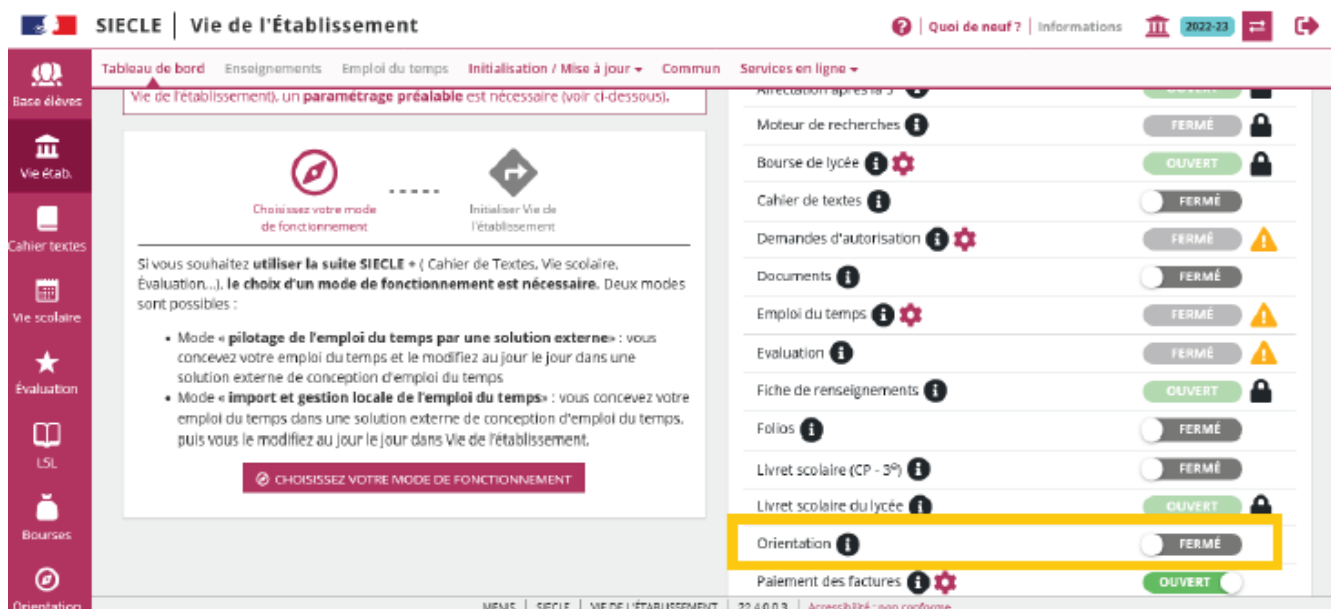 SIECLE | Vie de l'Établissement
Quoi de neuf ? | Informations
2022-23
Tableau de bord Enseignements Emploi du temps Initialisation / Mise à jour Commun Services en ligne
Base élèves
Vie étab.
Cahier textes
Vie scolaire
Évaluation
LSL
Bourses
Orientation
Vie de l'établissement), un paramétrage préalable est nécessaire (voir ci-dessous).
Choisissez votre mode
de fonctionnement
Initialiser Vie de
l'établissement
Si vous souhaitez utiliser la suite SIECLE + ( Cahier de Textes, Vie scolaire,
Évaluation...), le choix d'un mode de fonctionnement est nécessaire. Deux modes
sont possibles :
• Mode « pilotage de l'emploi du temps par une solution externe» : vous
concevez votre emploi du temps et le modifiez au jour le jour dans une
solution externe de conception d'emploi du temps
• Mode « import et gestion locale de l'emploi du temps» : vous concevez votre
emploi du temps dans une solution externe de conception d'emploi du temps,
puis vous le modifiez au jour le jour dans Vie de l'établissement.
CHOISISSEZ VOTRE MODE DE FONCTIONNEMENT
Affectation après la 3e OUVERT
Moteur de recherches FERMÉ
Bourse de lycée OUVERT
Cahier de textes FERMÉ
Demandes d'autorisation FERMÉ
Documents FERMÉ
Emploi du temps FERMÉ
Evaluation FERMÉ
Fiche de renseignements OUVERT
Folios FERMÉ
Livret scolaire (CP - 3e) FERMÉ
Livret scolaire du lycée OUVERT
Orientation FERMÉ
Paiement des factures OUVERT
MENJS | SIECLE | VIE DE L'ÉTABLISSEMENT | 22.4.0.0.3 | Accessibilité : non conforme